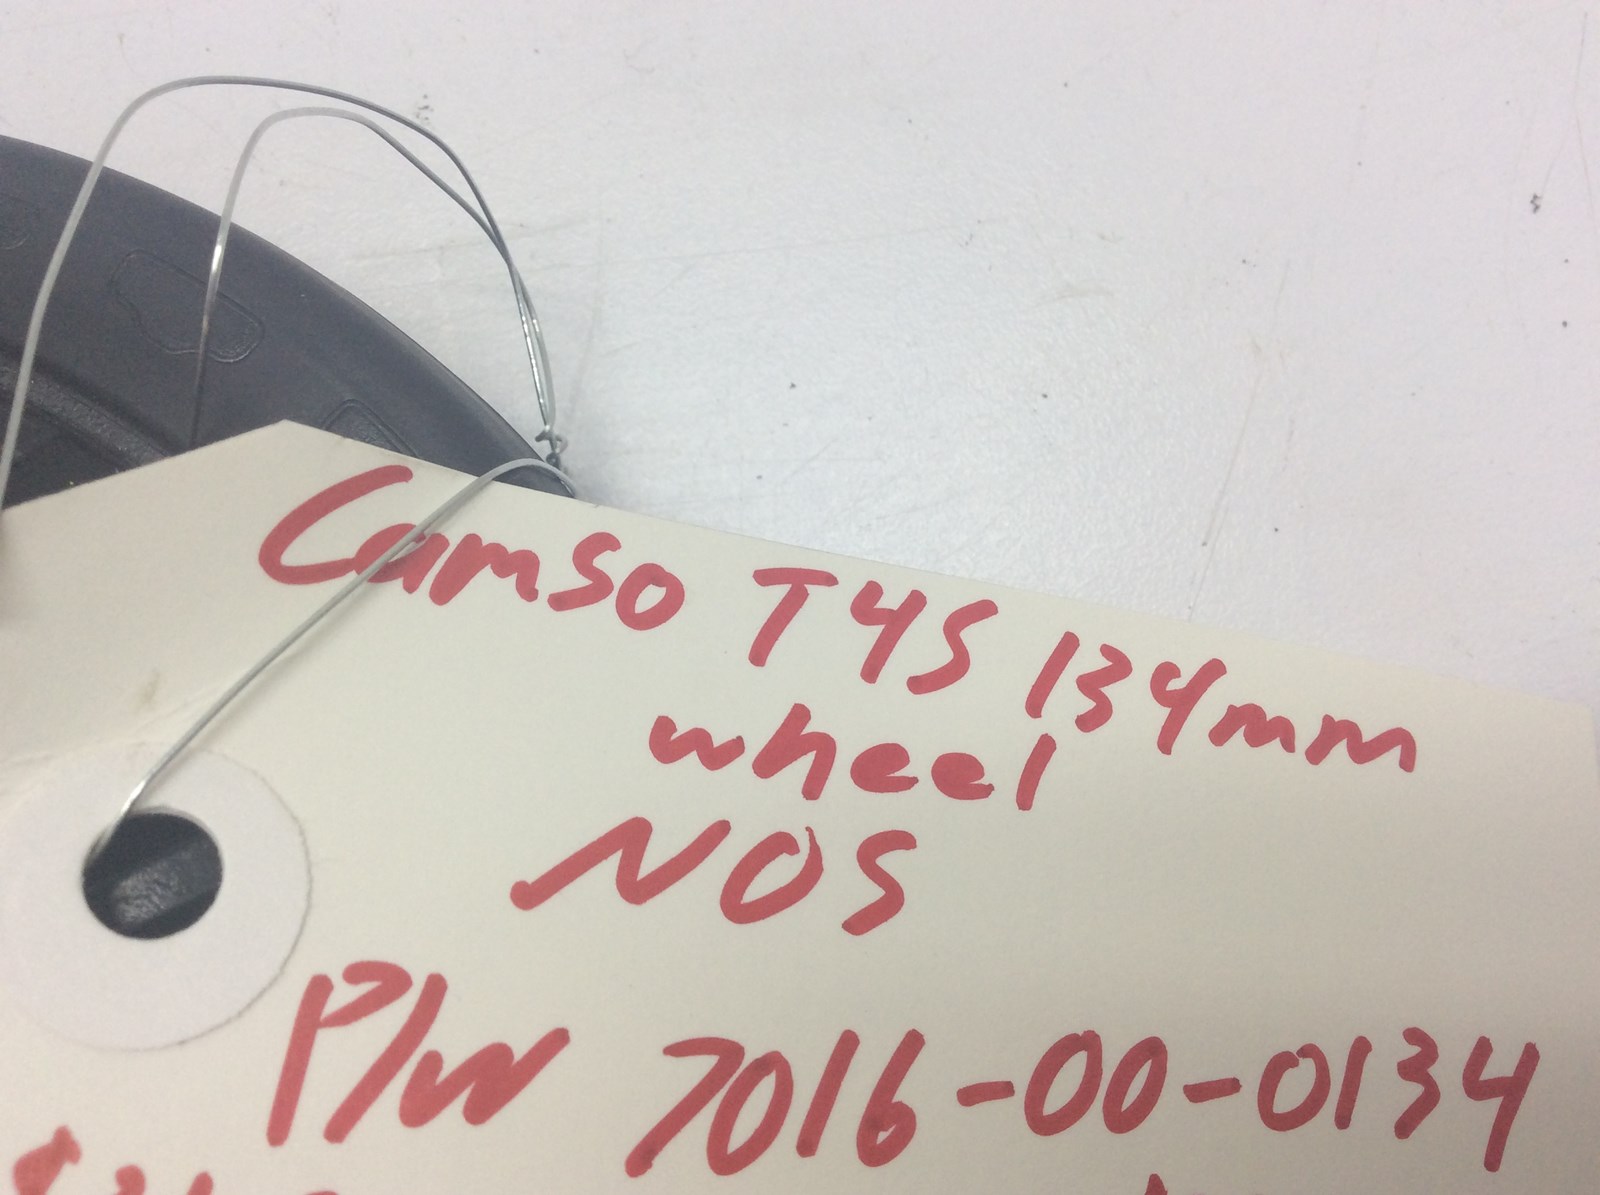 Camso T4S 134mm
wheel
NOS
P/N 7016-00-0134